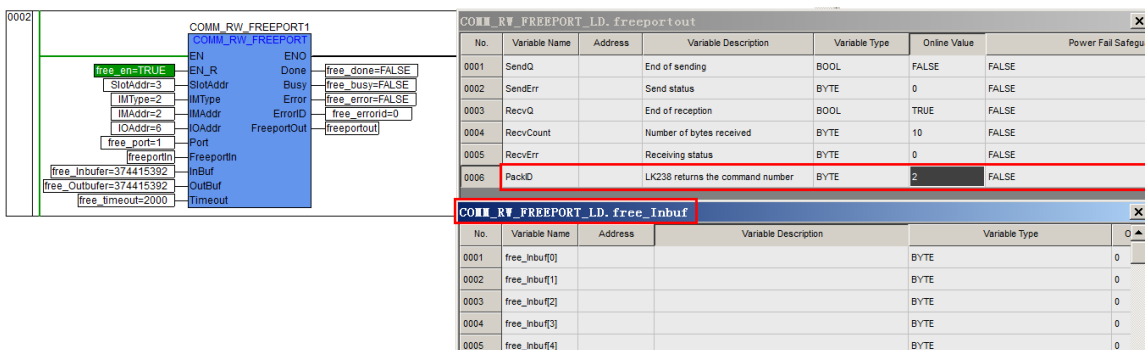 0002
COMM_RW_FREEPORT1
COMM_RW_FREEPORT
EN ENO
free_en=TRUE EN_R Done free_done=FALSE
SlotAddr=3 SlotAddr Busy free_busy=FALSE
IMType=2 IMType Error free_error=FALSE
IMAddr=2 IMAddr ErrorID free_errorid=0
IOAddr=6 IOAddr FreeportOut freeportout
free_port=1 Port
freeportIn FreeportIn
free_Inbufer=374415392 InBuf
free_Outbufer=374415392 OutBuf
free_timeout=2000 Timeout
COMM_RW_FREEPORT_LD.freeportout
No. Variable Name Address Variable Description Variable Type Online Value Power Fail Safegu
0001 SendQ End of sending BOOL FALSE FALSE
0002 SendErr Send status BYTE 0 FALSE
0003 RecvQ End of reception BOOL TRUE FALSE
0004 RecvCount Number of bytes received BYTE 10 FALSE
0005 RecvErr Receiving status BYTE 0 FALSE
0006 PackID LK238 returns the command number BYTE 2 FALSE
COMM_RW_FREEPORT_LD.free_Inbuf
No. Variable Name Address Variable Description Variable Type O
0001 free_Inbuf[0] BYTE 0
0002 free_Inbuf[1] BYTE 0
0003 free_Inbuf[2] BYTE 0
0004 free_Inbuf[3] BYTE 0
0005 free_Inbuf[4] BYTE 0